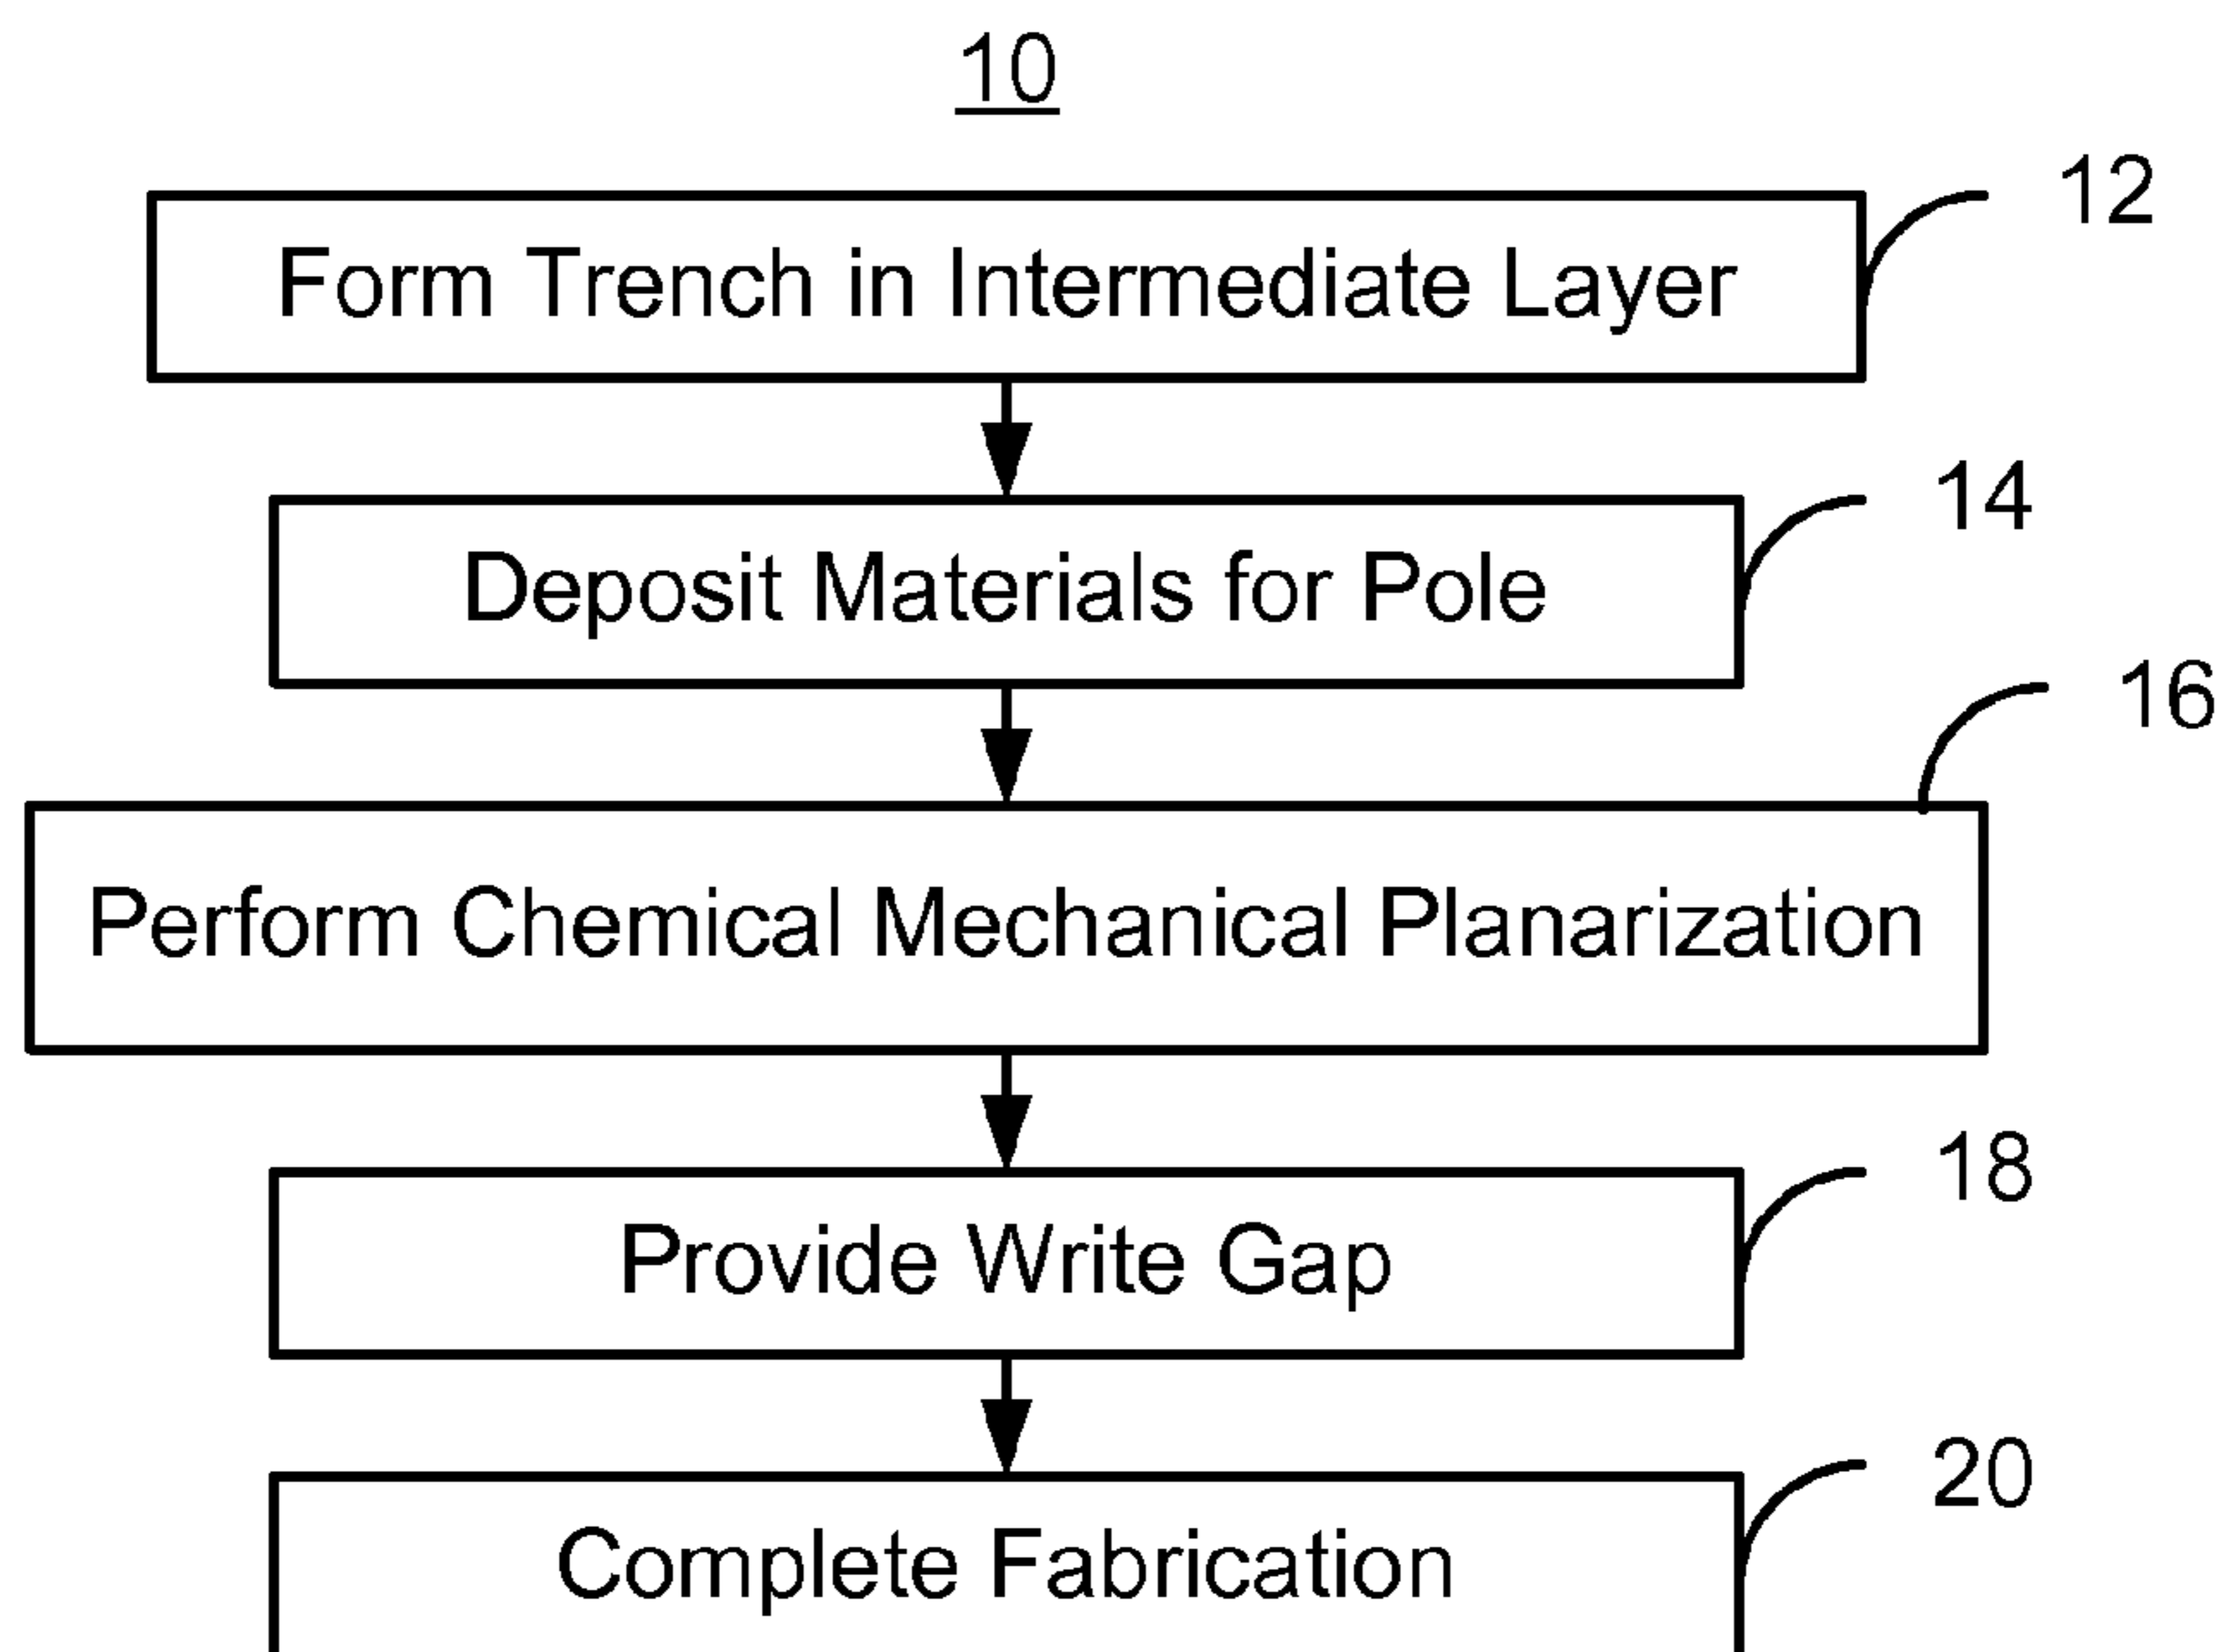 10
12
Form Trench in Intermediate Layer
14
Deposit Materials for Pole
16
Perform Chemical Mechanical Planarization
18
Provide Write Gap
20
Complete Fabrication